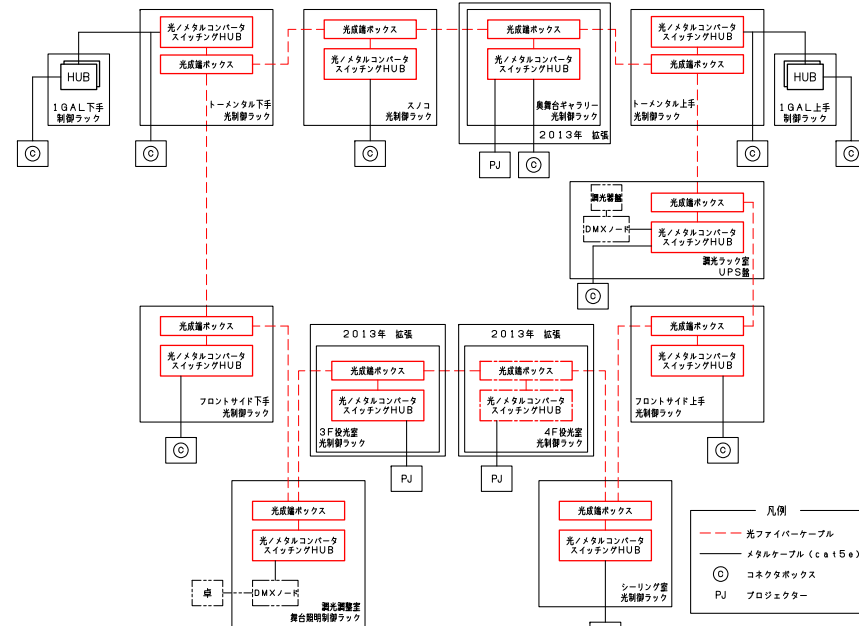 光/メタルコンバータ
スイッチングHUB
光成端ボックス
トーメンタル下手
光制御ラック
HUB
1GAL下手
制御ラック
C
C
光成端ボックス
光/メタルコンバータ
スイッチングHUB
スノコ
光制御ラック
C
光成端ボックス
光/メタルコンバータ
スイッチングHUB
奥舞台ギャラリー
光制御ラック
2013年 拡張
PJ
C
光/メタルコンバータ
スイッチングHUB
光成端ボックス
トーメンタル上手
光制御ラック
HUB
1GAL上手
制御ラック
C
C
調光器盤
DMXノード
光成端ボックス
光/メタルコンバータ
スイッチングHUB
調光ラック室
UPS盤
C
光成端ボックス
光/メタルコンバータ
スイッチングHUB
フロントサイド下手
光制御ラック
C
2013年 拡張
光成端ボックス
光/メタルコンバータ
スイッチングHUB
3F投光室
光制御ラック
PJ
2013年 拡張
光成端ボックス
光/メタルコンバータ
スイッチングHUB
4F投光室
光制御ラック
PJ
光成端ボックス
光/メタルコンバータ
スイッチングHUB
フロントサイド上手
光制御ラック
C
光成端ボックス
光/メタルコンバータ
スイッチングHUB
卓
DMXノード
調光調整室
舞台照明制御ラック
光成端ボックス
光/メタルコンバータ
スイッチングHUB
シーリング室
光制御ラック
凡例
光ファイバーケーブル
メタルケーブル(cat5e)
C コネクタボックス
PJ プロジェクター